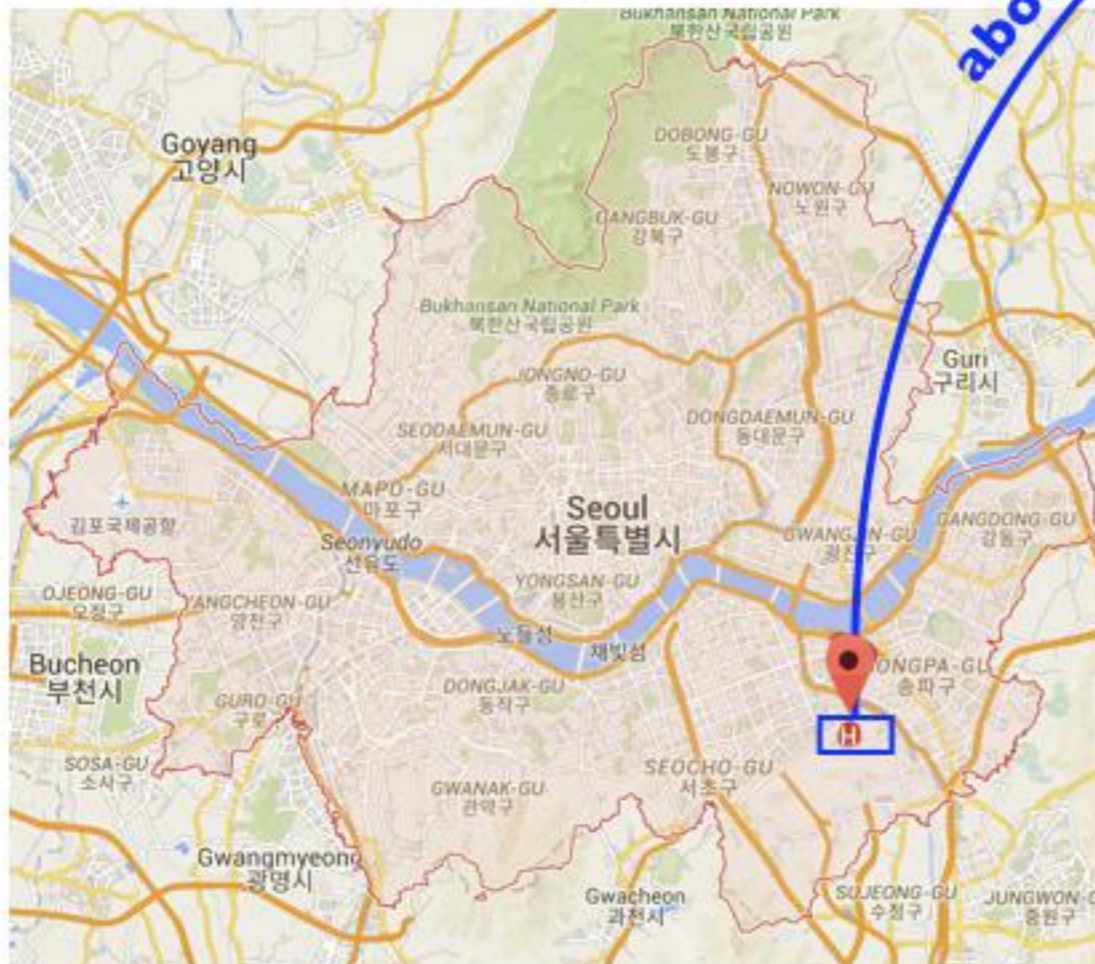 Bukhansan National Park
북한산국립공원
abo
Goyang
고양시
DOBONG-GU
도봉구
NOWON-GU
노원구
GANGBUK-GU
강북구
Bukhansan National Park
북한산국립공원
Guri
구리시
JONGNO-GU
종로구
SEODAEMUN-GU
서대문구
DONGDAEMUN-GU
동대문구
MAPO-GU
마포구
Seoul
서울특별시
김포국제공항
GWANGJIN-GU
광진구
GANGDONG-GU
강동구
Seonyudo
선유도
OJEONG-GU
오정구
YANGCHEON-GU
양천구
YONGSAN-GU
용산구
노들섬
채빛섬
Bucheon
부천시
ONGPA-GU
송파구
DONGJAK-GU
동작구
GURO-GU
구로
H
SOSA-GU
소사구
SEOCHO-GU
서초구
GWANAK-GU
관악구
Gwangmyeong
광명시
Gwacheon
과천시
SUJEONG-GU
수정구
JUNGWON-G
중원구